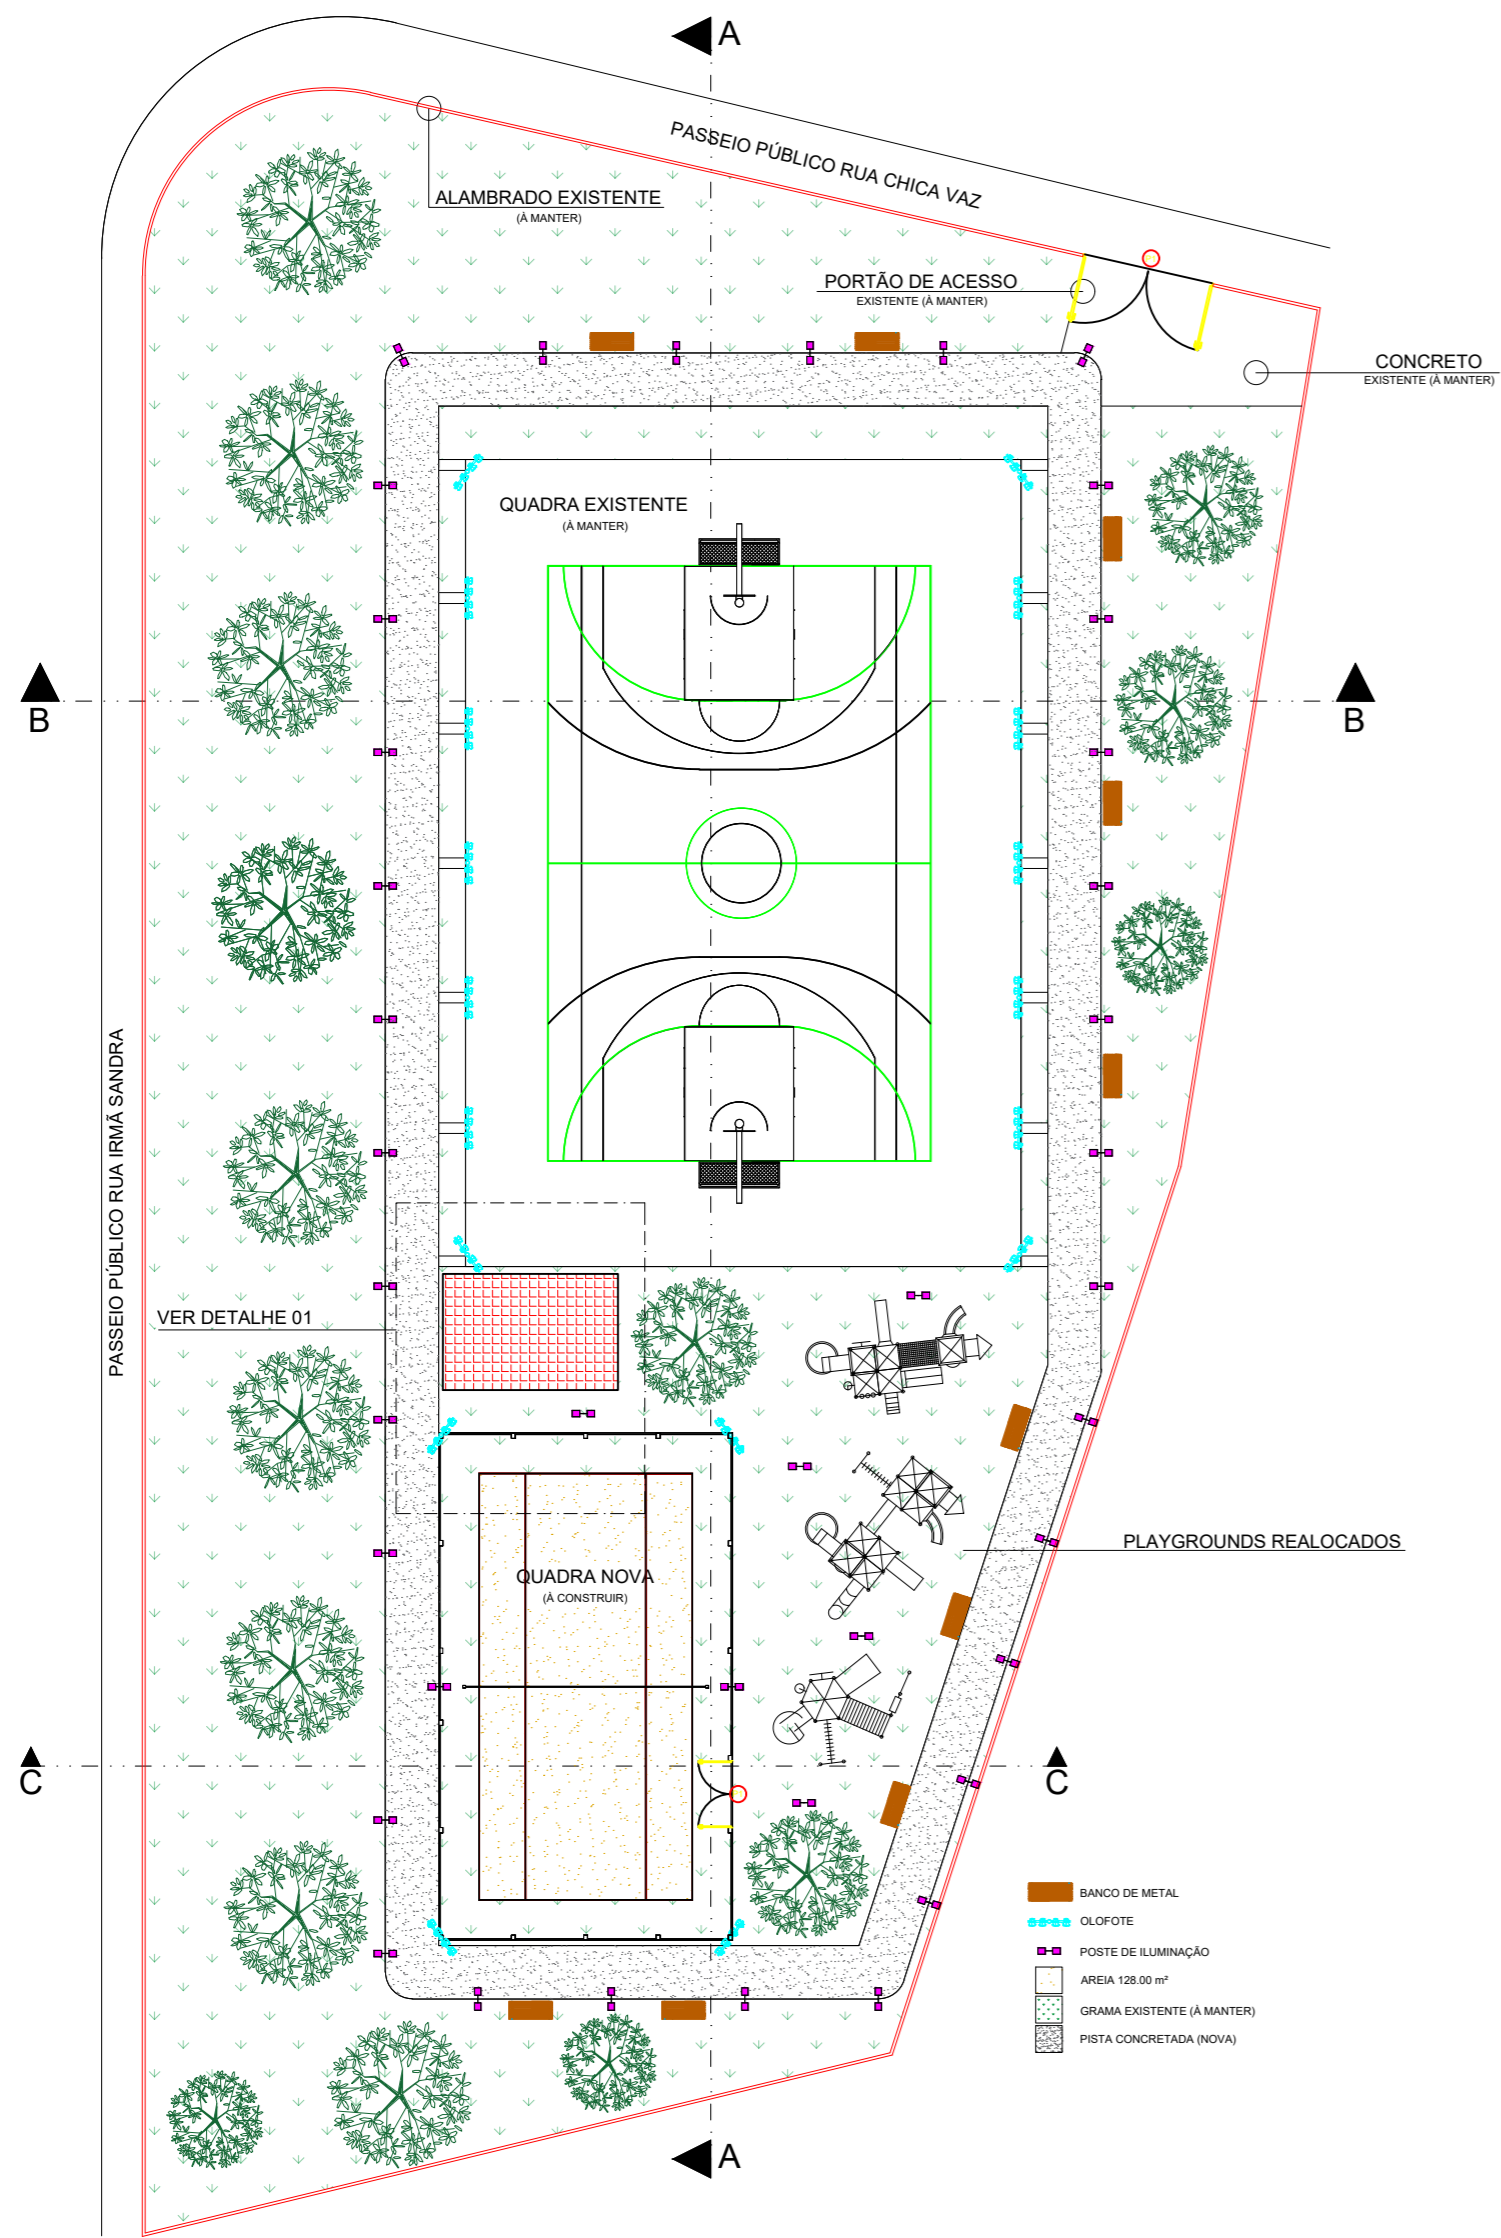 A
PASSEIO PÚBLICO RUA CHICA VAZ
ALAMBRADO EXISTENTE
(À MANTER)
PORTÃO DE ACESSO
EXISTENTE (À MANTER)
CONCRETO
EXISTENTE (À MANTER)
QUADRA EXISTENTE
(À MANTER)
B
B
PASSEIO PÚBLICO RUA IRMÃ SANDRA
VER DETALHE 01
PLAYGROUNDS REALOCADOS
QUADRA NOVA
(À CONSTRUIR)
C
C
BANCO DE METAL
OLOFOTE
POSTE DE ILUMINAÇÃO
AREIA 128.00 m²
GRAMA EXISTENTE (À MANTER)
PISTA CONCRETADA (NOVA)
A